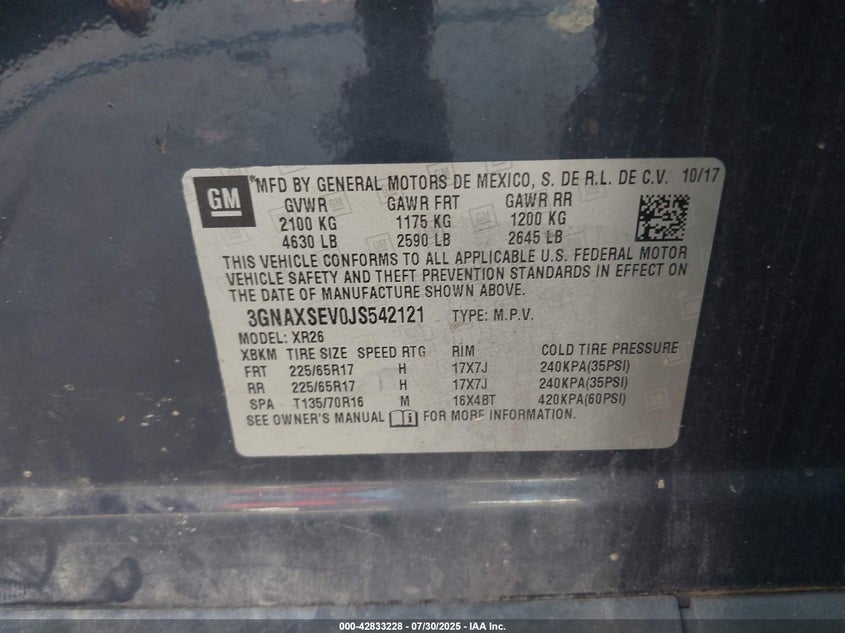 GM
MFD BY GENERAL MOTORS DE MEXICO, S. DE R.L. DE C.V. 10/17
GVWR GAWR FRT GAWR RR
2100 KG 1175 KG 1200 KG
4630 LB 2590 LB 2645 LB
THIS VEHICLE CONFORMS TO ALL APPLICABLE U.S. FEDERAL MOTOR
VEHICLE SAFETY AND THEFT PREVENTION STANDARDS IN EFFECT ON
THE DATE OF MANUFACTURE SHOWN ABOVE.
3GNAXSEV0JS542121 TYPE: M.P.V.
MODEL: XR26
XBKM TIRE SIZE SPEED RTG RIM COLD TIRE PRESSURE
FRT 225/65R17 H 17X7J 240KPA(35PSI)
RR 225/65R17 H 17X7J 240KPA(35PSI)
SPA T135/70R16 M 16X4BT 420KPA(60PSI)
SEE OWNER'S MANUAL FOR MORE INFORMATION.
000-42833228 - 07/30/2025 - IAA Inc.